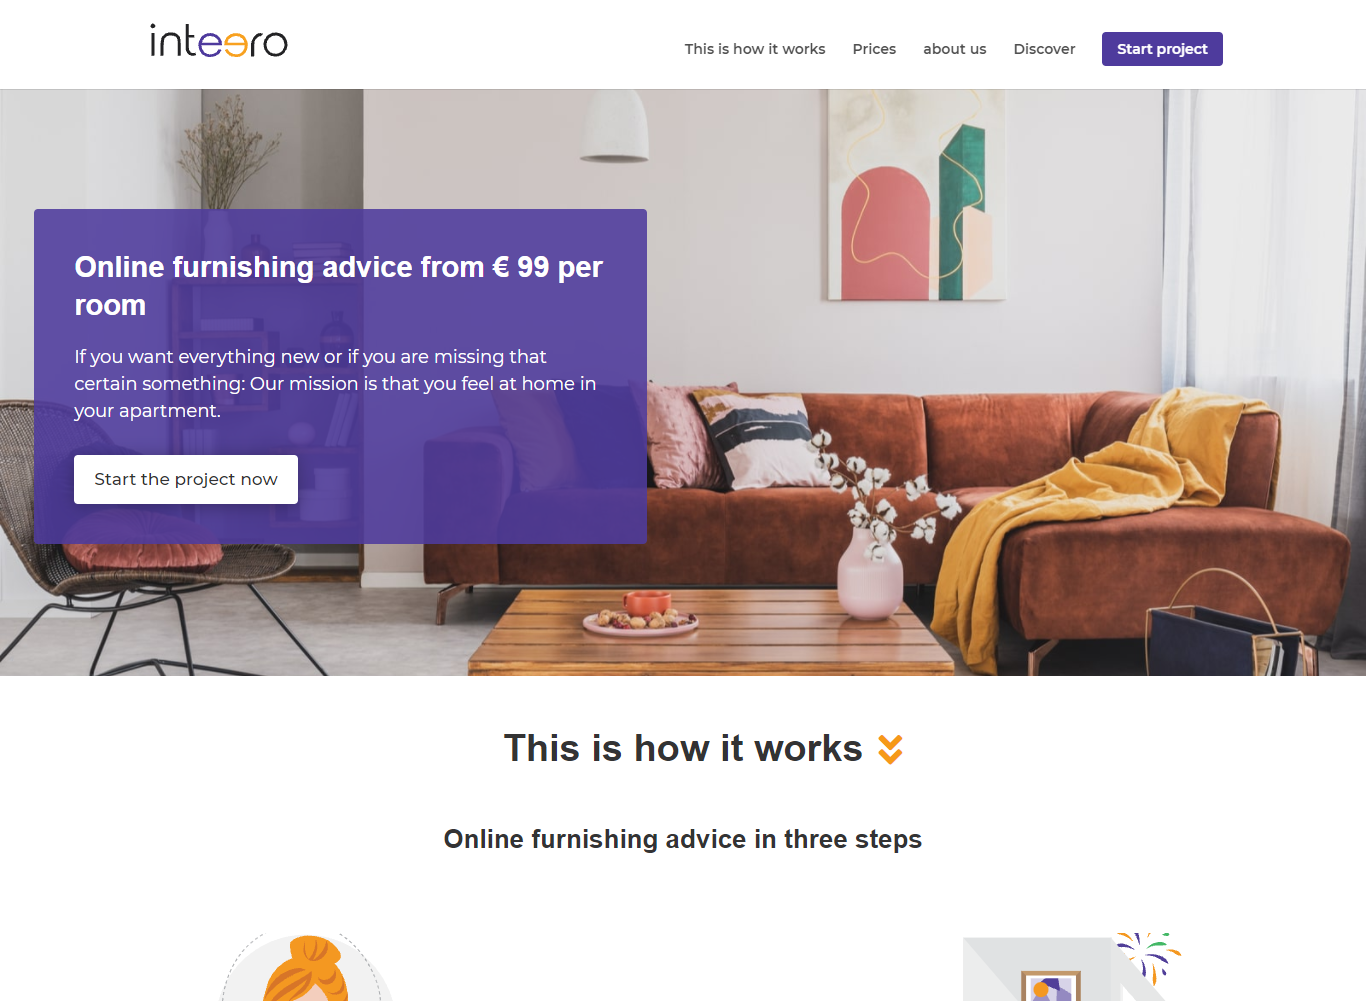 inteero
This is how it works
Prices
about us
Discover
Start project
Online furnishing advice from € 99 per
room
If you want everything new or if you are missing that
certain something: Our mission is that you feel at home in
your apartment.
Start the project now
This is how it works
Online furnishing advice in three steps